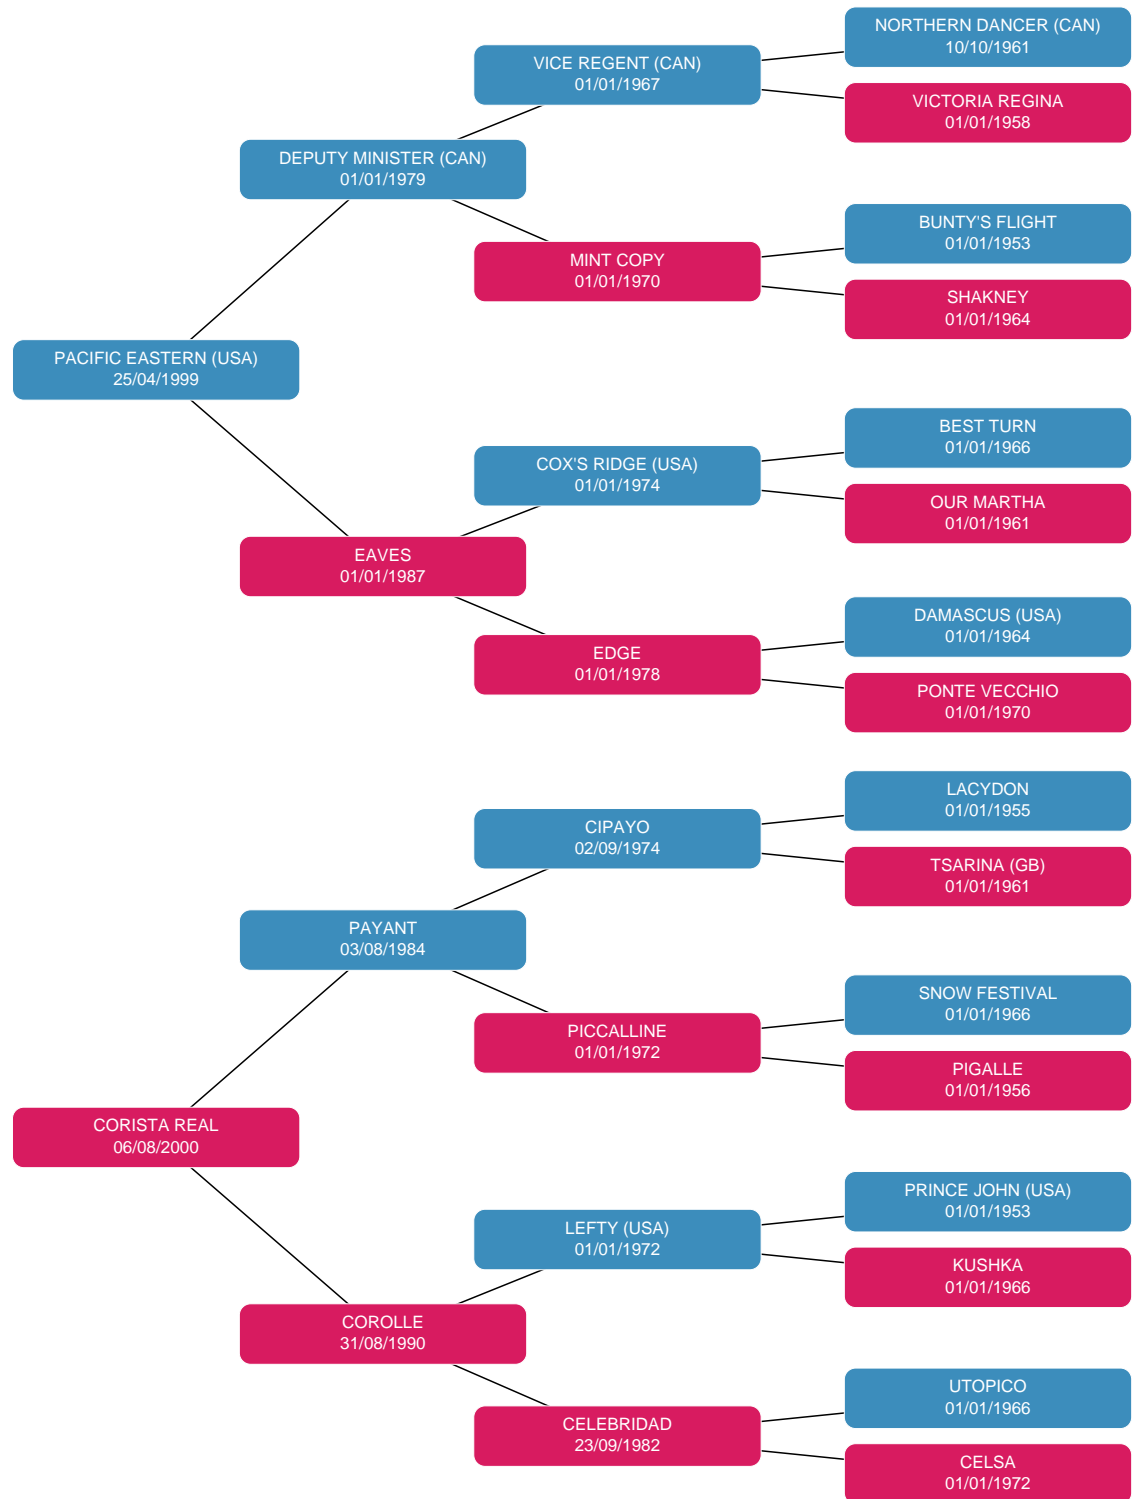 NORTHERN DANCER (CAN)
10/10/1961
VICE REGENT (CAN)
01/01/1967
VICTORIA REGINA
01/01/1958
DEPUTY MINISTER (CAN)
01/01/1979
BUNTY'S FLIGHT
01/01/1953
MINT COPY
01/01/1970
SHAKNEY
01/01/1964
PACIFIC EASTERN (USA)
25/04/1999
BEST TURN
01/01/1966
COX'S RIDGE (USA)
01/01/1974
OUR MARTHA
01/01/1961
EAVES
01/01/1987
DAMASCUS (USA)
01/01/1964
EDGE
01/01/1978
PONTE VECCHIO
01/01/1970
LACYDON
01/01/1955
CIPAYO
02/09/1974
TSARINA (GB)
01/01/1961
PAYANT
03/08/1984
SNOW FESTIVAL
01/01/1966
PICCALLINE
01/01/1972
PIGALLE
01/01/1956
CORISTA REAL
06/08/2000
PRINCE JOHN (USA)
01/01/1953
LEFTY (USA)
01/01/1972
KUSHKA
01/01/1966
COROLLE
31/08/1990
UTOPICO
01/01/1966
CELEBRIDAD
23/09/1982
CELSA
01/01/1972